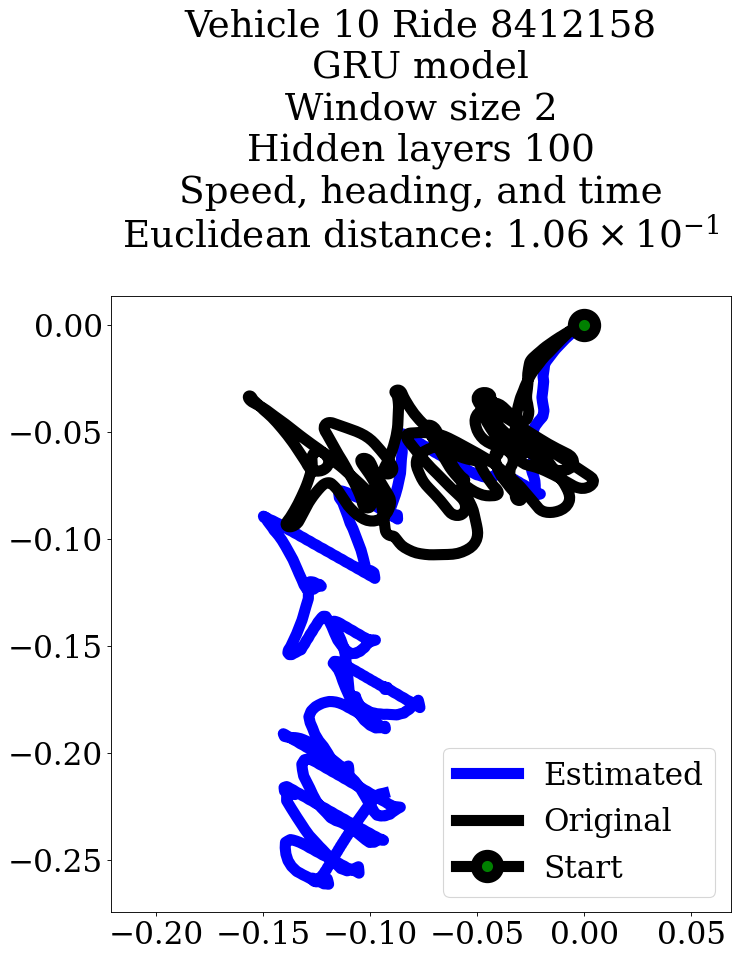 Vehicle 10 Ride 8412158
GRU model
Window size 2
Hidden layers 100
Speed, heading, and time
Euclidean distance: 1.06 × 10⁻¹
0.00
−0.05
−0.10
−0.15
−0.20
−0.25
Estimated
Original
Start
−0.20 −0.15 −0.10 −0.05 0.00 0.05